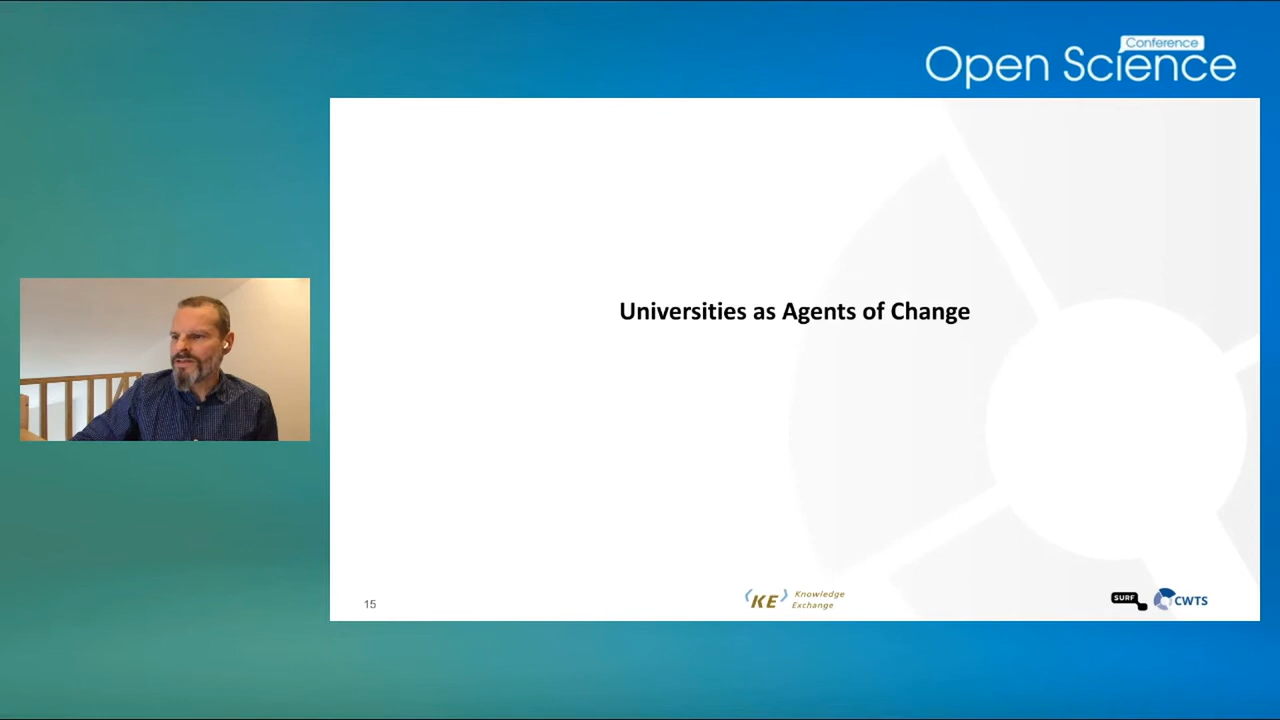 Conference
Open Science
Universities as Agents of Change
15
KE
Knowledge
Exchange
SURF
CWTS